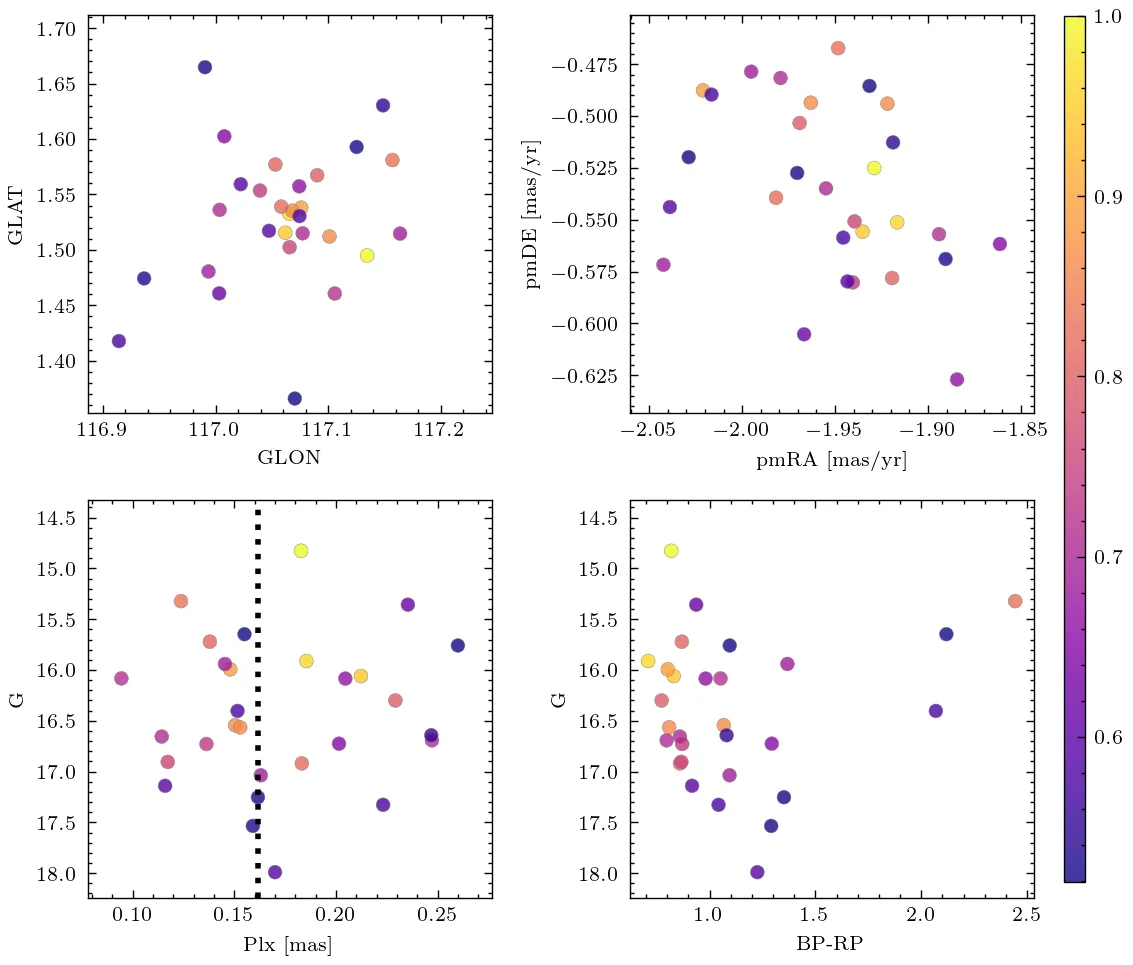 1.70
1.65
1.60
1.55
1.50
1.45
1.40
GLAT
116.9 117.0 117.1 117.2
GLON
−0.475
−0.500
−0.525
−0.550
−0.575
−0.600
−0.625
pmDE [mas/yr]
−2.05 −2.00 −1.95 −1.90 −1.85
pmRA [mas/yr]
14.5
15.0
15.5
16.0
16.5
17.0
17.5
18.0
G
0.10 0.15 0.20 0.25
Plx [mas]
14.5
15.0
15.5
16.0
16.5
17.0
17.5
18.0
G
1.0 1.5 2.0 2.5
BP-RP
1.0
0.9
0.8
0.7
0.6